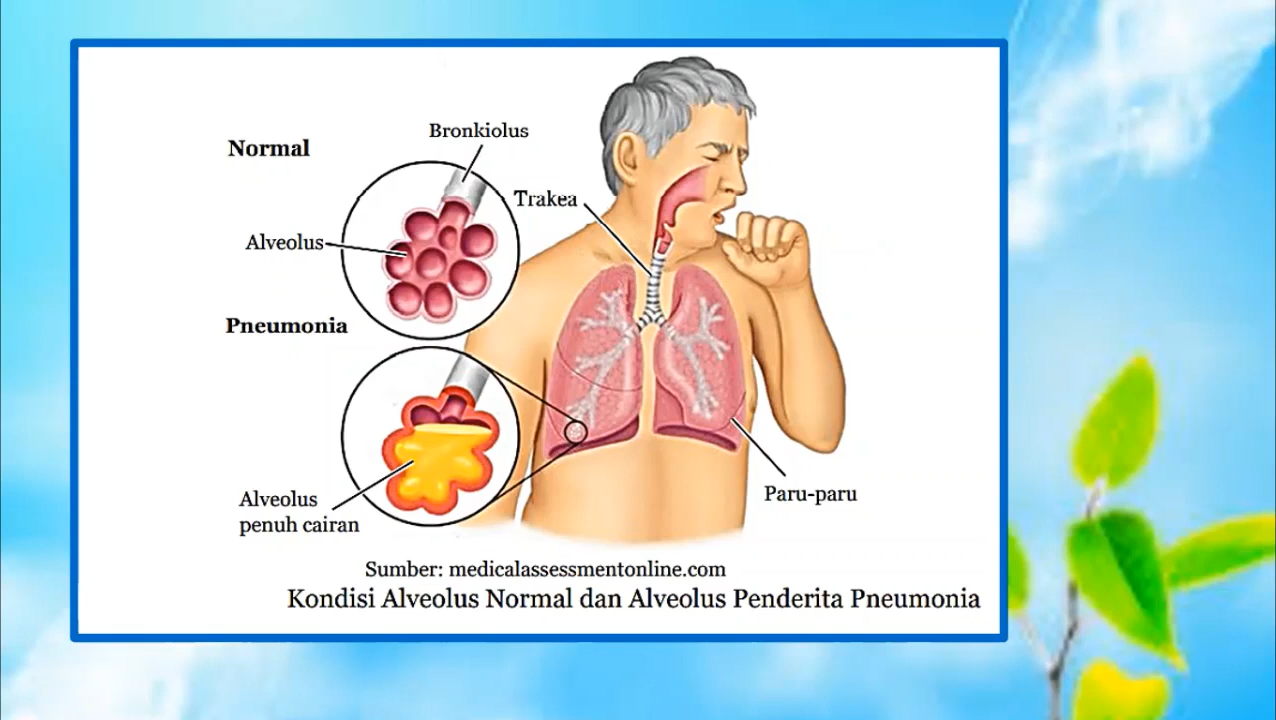 Bronkiolus
Normal
Trakea
Alveolus
Pneumonia
Alveolus
penuh cairan
Paru-paru
Sumber: medicalassessmentonline.com
Kondisi Alveolus Normal dan Alveolus Penderita Pneumonia